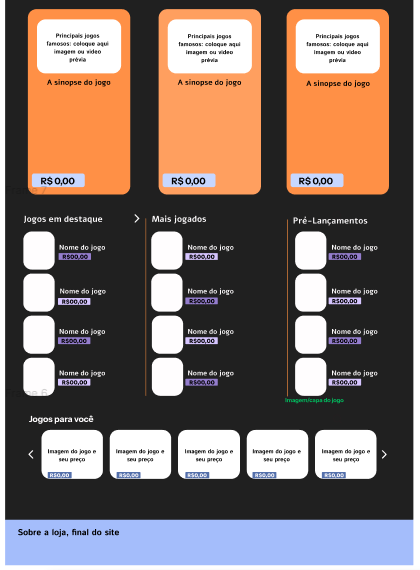 Principais jogos
famosos: coloque aqui
imagem ou video
prévia
Principais jogos
famosos: coloque aqui
imagem ou video
prévia
Principais jogos
famosos: coloque aqui
imagem ou video
prévia
A sinopse do jogo
A sinopse do jogo
A sinopse do jogo
R$ 0,00
R$ 0,00
R$ 0,00
Jogos em destaque
Nome do jogo
R$00,00
Nome do jogo
R$00,00
Nome do jogo
R$00,00
Nome do jogo
R$00,00
Mais jogados
Nome do jogo
R$00,00
Nome do jogo
R$00,00
Nome do jogo
R$00,00
Nome do jogo
R$00,00
Pré-Lançamentos
Nome do jogo
R$00,00
Nome do jogo
R$00,00
Nome do jogo
R$00,00
Nome do jogo
R$00,00
Imagem/capa do jogo
Jogos para você
Imagem do jogo e
seu preço
R$0,00
Imagem do jogo e
seu preço
R$0,00
Imagem do jogo e
seu preço
R$0,00
Imagem do jogo e
seu preço
R$0,00
Imagem do jogo e
seu preço
R$0,00
Sobre a loja, final do site